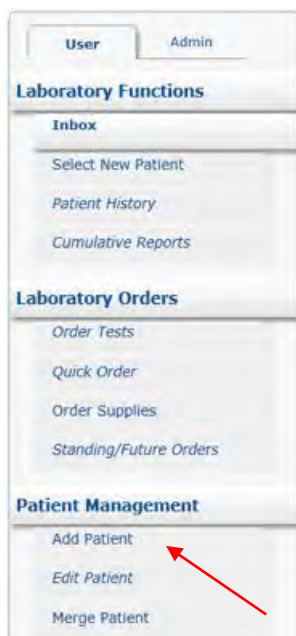 User Admin
Laboratory Functions
Inbox
Select New Patient
Patient History
Cumulative Reports
Laboratory Orders
Order Tests
Quick Order
Order Supplies
Standing/Future Orders
Patient Management
Add Patient
Edit Patient
Merge Patient